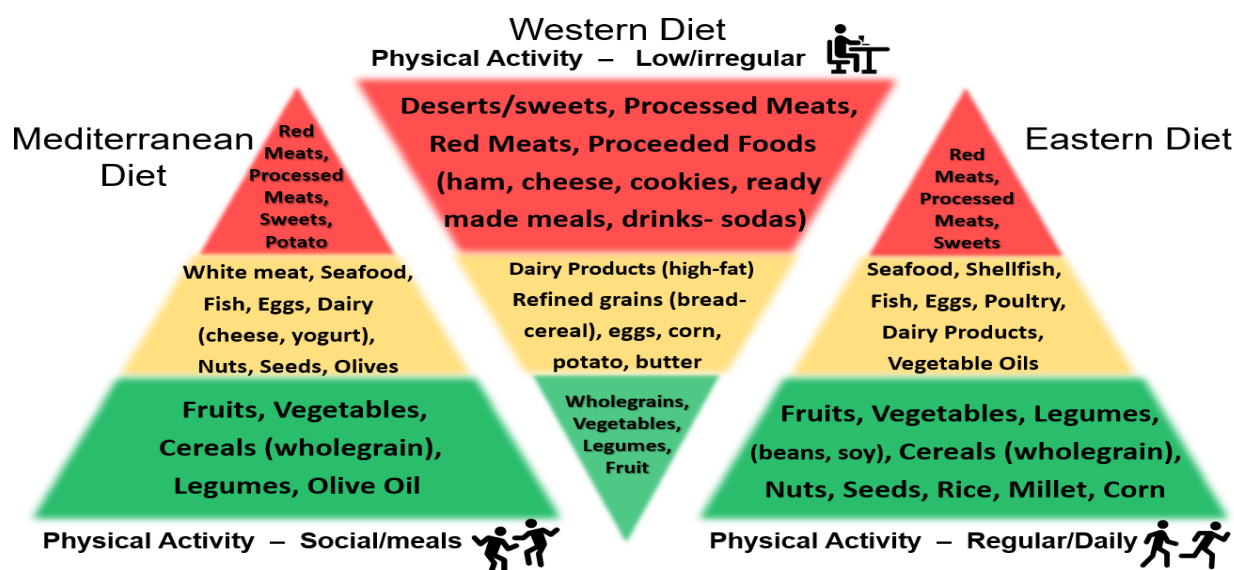 Western Diet
Physical Activity – Low/irregular
Mediterranean
Diet
Red
Meats,
Processed
Meats,
Sweets,
Potato
White meat, Seafood,
Fish, Eggs, Dairy
(cheese, yogurt),
Nuts, Seeds, Olives
Fruits, Vegetables,
Cereals (wholegrain),
Legumes, Olive Oil
Physical Activity – Social/meals
Deserts/sweets, Processed Meats,
Red Meats, Proceeded Foods
(ham, cheese, cookies, ready
made meals, drinks- sodas)
Dairy Products (high-fat)
Refined grains (bread-
cereal), eggs, corn,
potato, butter
Wholegrains,
Vegetables,
Legumes,
Fruit
Eastern Diet
Red
Meats,
Processed
Meats,
Sweets
Seafood, Shellfish,
Fish, Eggs, Poultry,
Dairy Products,
Vegetable Oils
Fruits, Vegetables, Legumes,
(beans, soy), Cereals (wholegrain),
Nuts, Seeds, Rice, Millet, Corn
Physical Activity – Regular/Daily